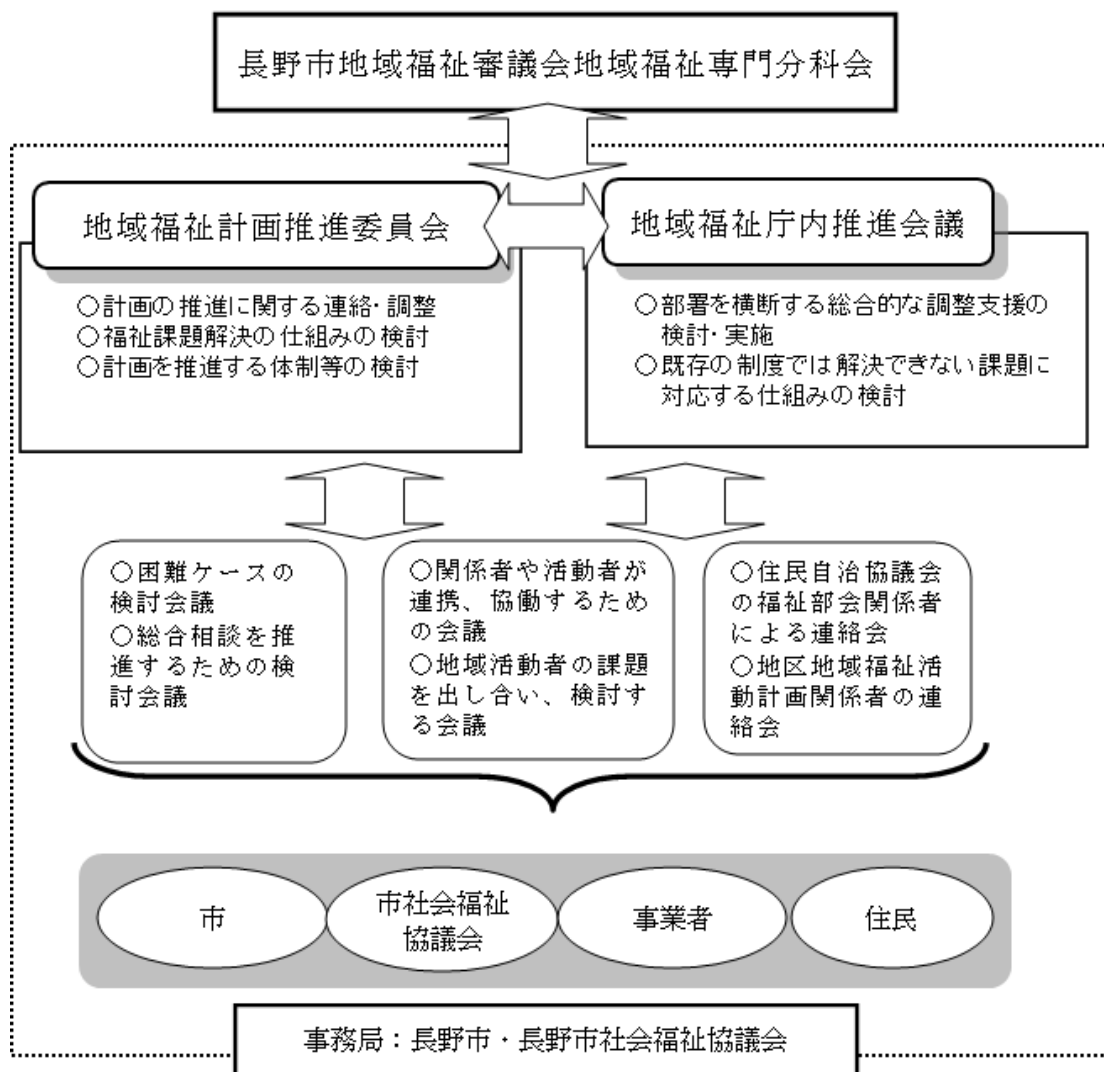 長野市地域福祉審議会地域福祉専門分科会
地域福祉計画推進委員会
○計画の推進に関する連絡・調整
○福祉課題解決の仕組みの検討
○計画を推進する体制等の検討
地域福祉庁内推進会議
○部署を横断する総合的な調整支援の
検討・実施
○既存の制度では解決できない課題に
対応する仕組みの検討
○困難ケースの
検討会議
○総合相談を推
進するための検
討会議
○関係者や活動者が
連携、協働するため
の会議
○地域活動者の課題
を出し合い、検討す
る会議
○住民自治協議会
の福祉部会関係者
による連絡会
○地区地域福祉活
動計画関係者の連
絡会
市
市社会福祉
協議会
事業者
住民
事務局：長野市・長野市社会福祉協議会